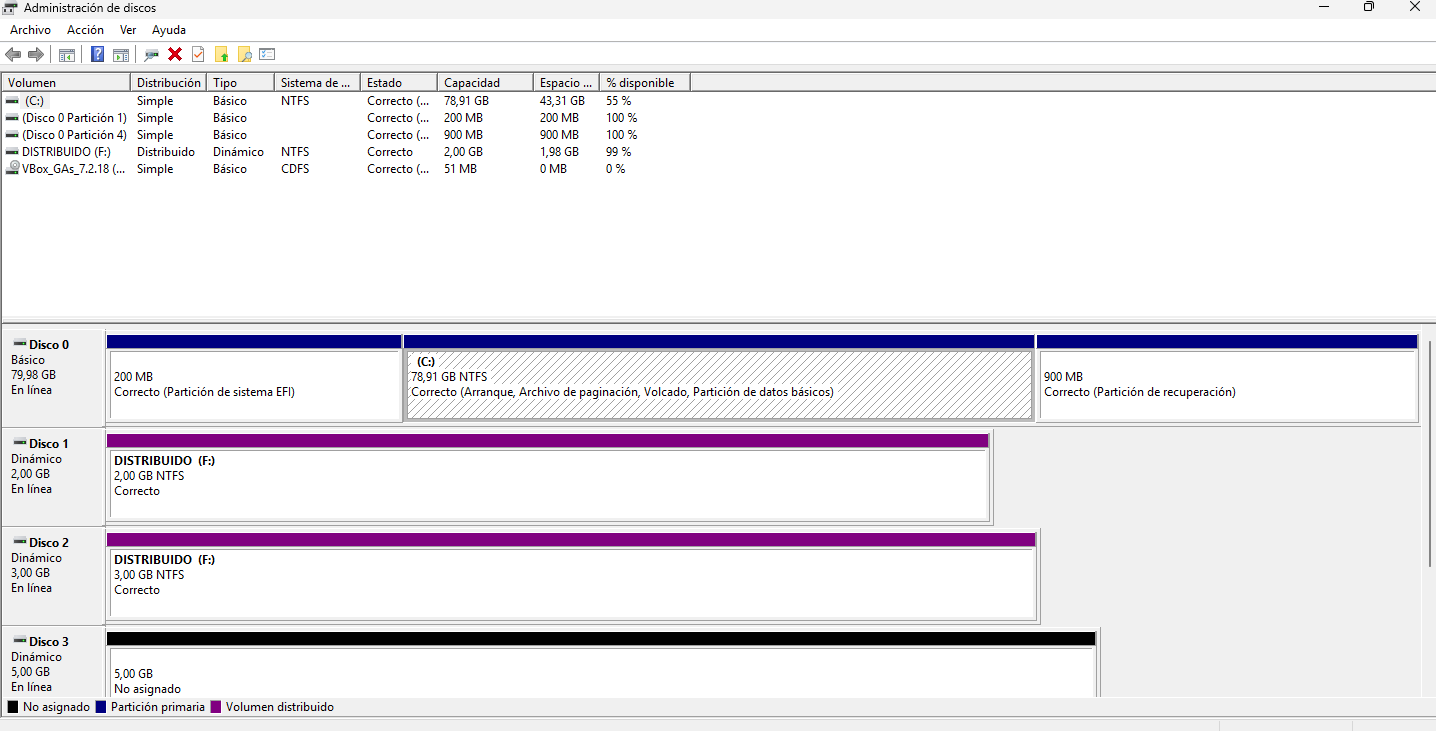 Administración de discos
Archivo Acción Ver Ayuda
Volumen Distribución Tipo Sistema de ... Estado Capacidad Espacio ... % disponible
(C:) Simple Básico NTFS Correcto (... 78,91 GB 43,31 GB 55 %
(Disco 0 Partición 1) Simple Básico Correcto (... 200 MB 200 MB 100 %
(Disco 0 Partición 4) Simple Básico Correcto (... 900 MB 900 MB 100 %
DISTRIBUIDO (F:) Distribuido Dinámico NTFS Correcto 2,00 GB 1,98 GB 99 %
VBox_GAs_7.2.18 (... Simple Básico CDFS Correcto (... 51 MB 0 MB 0 %
Disco 0
Básico
79,98 GB
En línea
200 MB
Correcto (Partición de sistema EFI)
(C:)
78,91 GB NTFS
Correcto (Arranque, Archivo de paginación, Volcado, Partición de datos básicos)
900 MB
Correcto (Partición de recuperación)
Disco 1
Dinámico
2,00 GB
En línea
DISTRIBUIDO (F:)
2,00 GB NTFS
Correcto
Disco 2
Dinámico
3,00 GB
En línea
DISTRIBUIDO (F:)
3,00 GB NTFS
Correcto
Disco 3
Dinámico
5,00 GB
En línea
5,00 GB
No asignado
No asignado Partición primaria Volumen distribuido